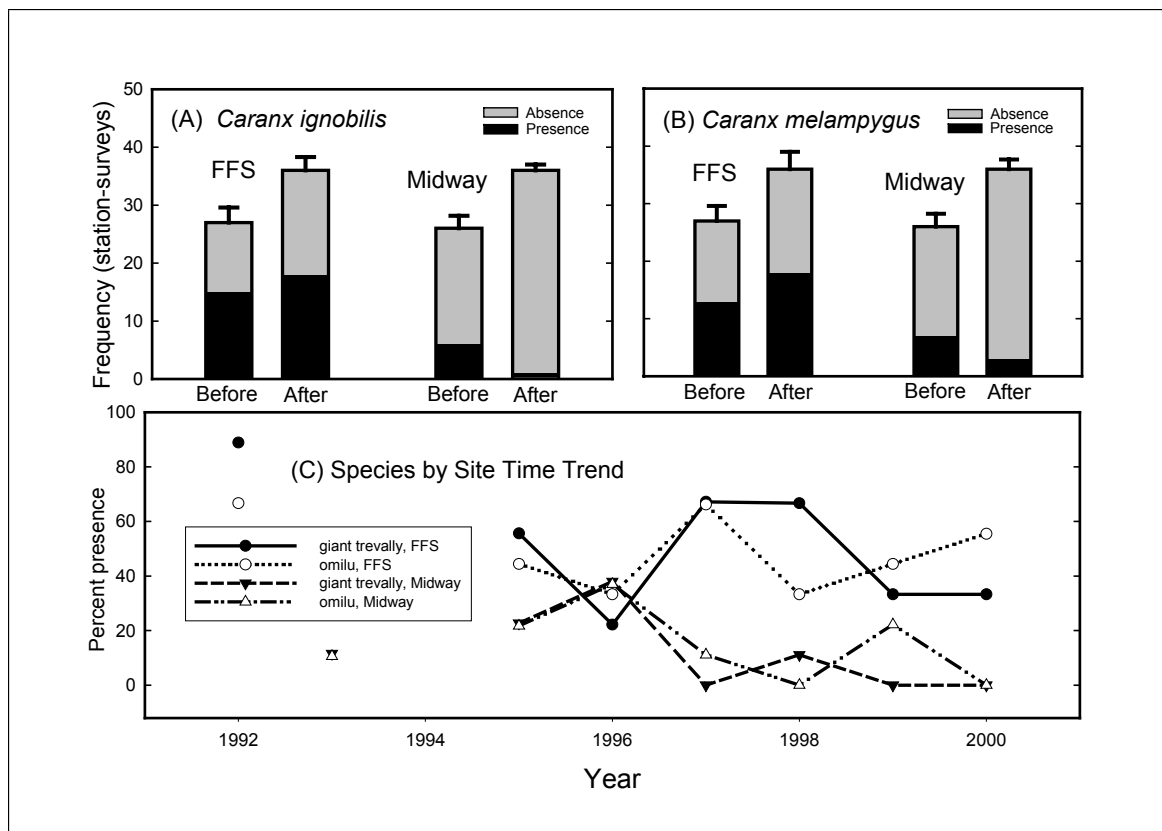 50
40
30
20
10
0
Frequency (station-surveys)
(A) Caranx ignobilis
Absence
Presence
FFS
Midway
Before After Before After
(B) Caranx melampygus
Absence
Presence
FFS
Midway
Before After Before After
100
80
60
40
20
0
Percent presence
(C) Species by Site Time Trend
giant trevally, FFS
omilu, FFS
giant trevally, Midway
omilu, Midway
1992 1994 1996 1998 2000
Year